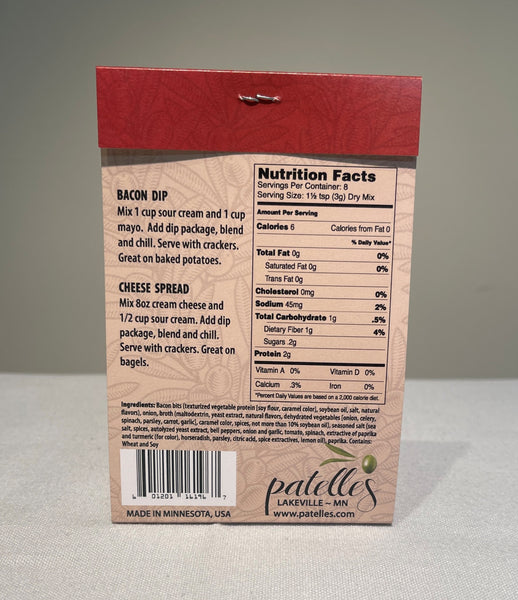 BACON DIP
Mix 1 cup sour cream and 1 cup
mayo. Add dip package, blend
and chill. Serve with crackers.
Great on baked potatoes.
CHEESE SPREAD
Mix 8oz cream cheese and
1/2 cup sour cream. Add dip
package, blend and chill.
Serve with crackers. Great on
bagels.
Nutrition Facts
Servings Per Container: 8
Serving Size: 1½ tsp (3g) Dry Mix
Amount Per Serving
Calories 6 Calories from Fat 0
% Daily Value*
Total Fat 0g 0%
Saturated Fat 0g 0%
Trans Fat 0g
Cholesterol 0mg 0%
Sodium 45mg 2%
Total Carbohydrate 1g .5%
Dietary Fiber 1g 4%
Sugars .2g
Protein 2g
Vitamin A 0% Vitamin D 0%
Calcium .3% Iron 0%
*Percent Daily Values are based on a 2,000 calorie diet.
Ingredients: Bacon bits (texturized vegetable protein [soy flour, caramel color], soybean oil, salt, natural
flavors), onion, broth (maltodextrin, yeast extract, natural flavors, dehydrated vegetables [onion, celery,
spinach, parsley, carrot, garlic], caramel color, spices, not more than 10% soybean oil), seasoned salt (sea
salt, spices, autolyzed yeast extract, bell peppers, onion and garlic, tomato, spinach, extractive of paprika
and turmeric (for color), horseradish, parsley, citric acid, spice extractives, lemon oil), paprika. Contains:
Wheat and Soy
6 01201 16196 7
MADE IN MINNESOTA, USA
patelles
LAKEVILLE ~ MN
www.patelles.com